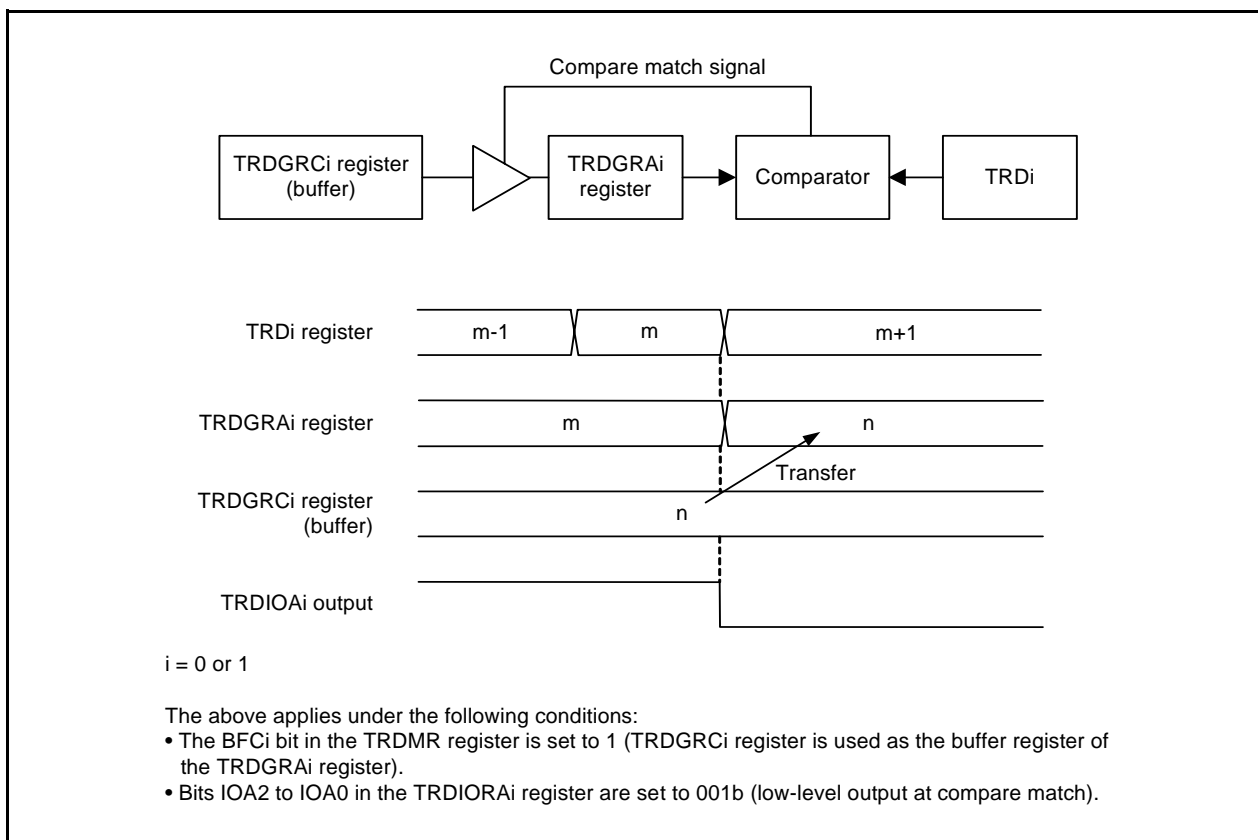 Compare match signal
TRDGRCi register
(buffer)
TRDGRAi
register
Comparator
TRDi
TRDi register
m-1
m
m+1
TRDGRAi register
m
n
Transfer
TRDGRCi register
(buffer)
n
TRDIOAi output
i = 0 or 1
The above applies under the following conditions:
• The BFCi bit in the TRDMR register is set to 1 (TRDGRCi register is used as the buffer register of
the TRDGRAi register).
• Bits IOA2 to IOA0 in the TRDIORAi register are set to 001b (low-level output at compare match).